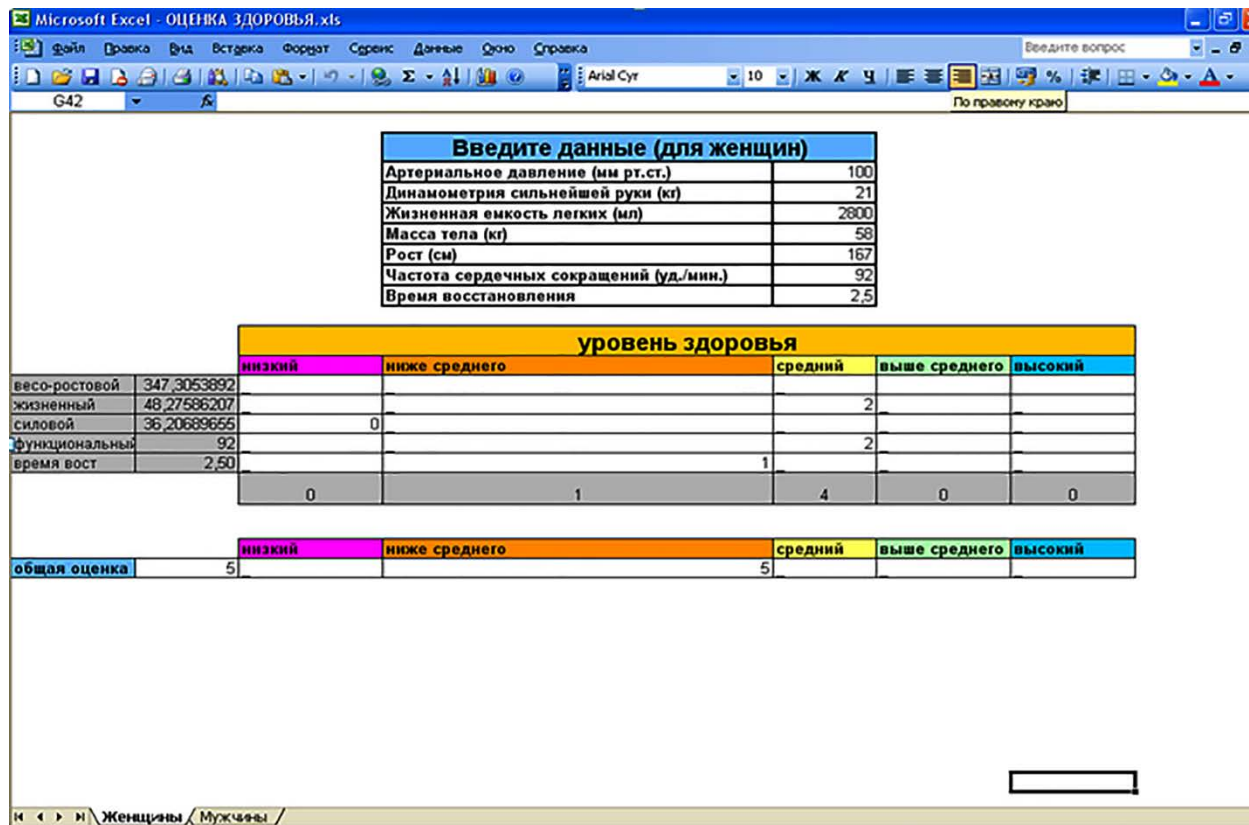 Microsoft Excel - ОЦЕНКА ЗДОРОВЬЯ.xls
Файл Правка Вид Вставка Формат Сервис Данные Окно Справка Введите вопрос
Arial Cyr 10 Ж К Ч %
G42 fx По правому краю
Введите данные (для женщин)
Артериальное давление (мм рт.ст.) 100
Динамометрия сильнейшей руки (кг) 21
Жизненная емкость легких (мл) 2800
Масса тела (кг) 58
Рост (см) 167
Частота сердечных сокращений (уд./мин.) 92
Время восстановления 2,5
уровень здоровья
низкий ниже среднего средний выше среднего высокий
весо-ростовой 347,3053892 _ _ _ _ _
жизненный 48,27586207 _ _ 2 _ _
силовой 36,20689655 0 _ _ _ _
функциональный 92 _ _ 2 _ _
время вост 2,50 _ 1 _ _ _
0 1 4 0 0
низкий ниже среднего средний выше среднего высокий
общая оценка 5 _ 5 _ _ _
Женщины Мужчины